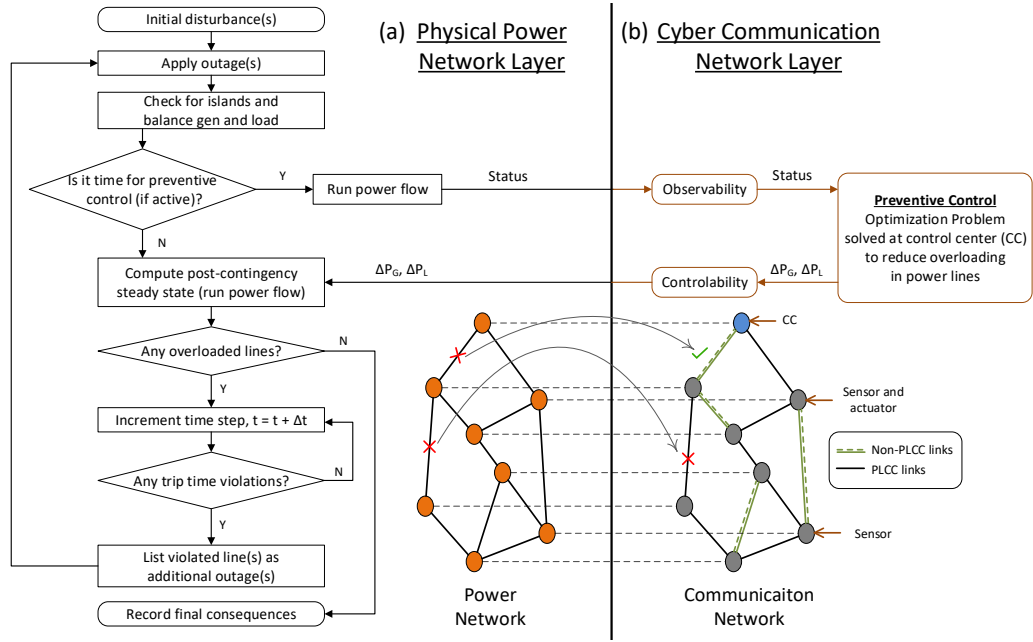 Initial disturbance(s)
Apply outage(s)
Check for islands and
balance gen and load
Is it time for preventive
control (if active)?
Y
N
Run power flow
Status
Compute post-contingency
steady state (run power flow)
Any overloaded lines?
N
Y
Increment time step, t = t + Δt
Any trip time violations?
N
Y
List violated line(s) as
additional outage(s)
Record final consequences
(a) Physical Power
Network Layer
ΔP_G, ΔP_L
Power
Network
(b) Cyber Communication
Network Layer
Observability
Status
Preventive Control
Optimization Problem
solved at control center (CC)
to reduce overloading
in power lines
Controlability
ΔP_G, ΔP_L
CC
Sensor and
actuator
Non-PLCC links
PLCC links
Sensor
Communicaiton
Network